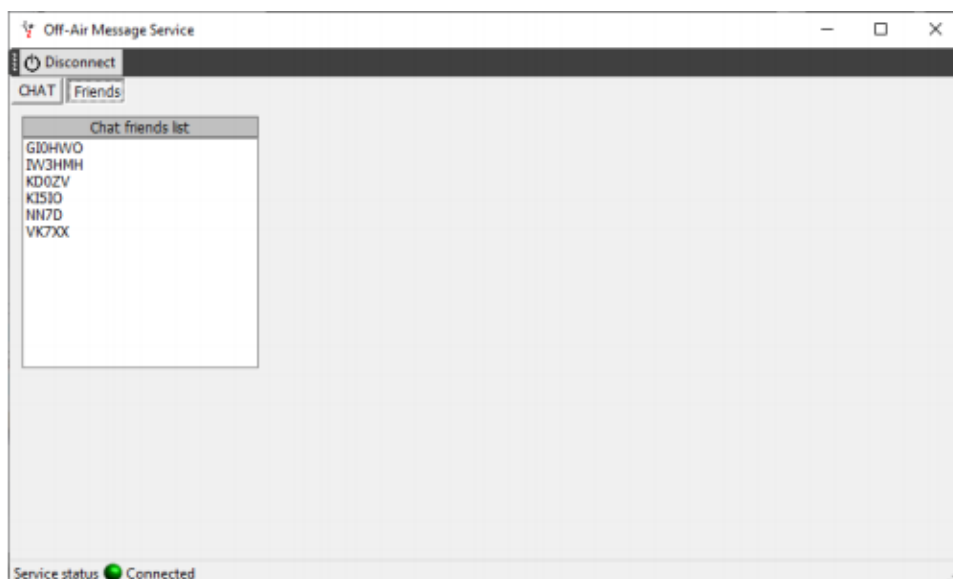 Off-Air Message Service
Disconnect
CHAT Friends
Chat friends list
GI0HWO
IW3HMH
KD0ZV
KI5IO
NN7D
VK7XX
Service status Connected